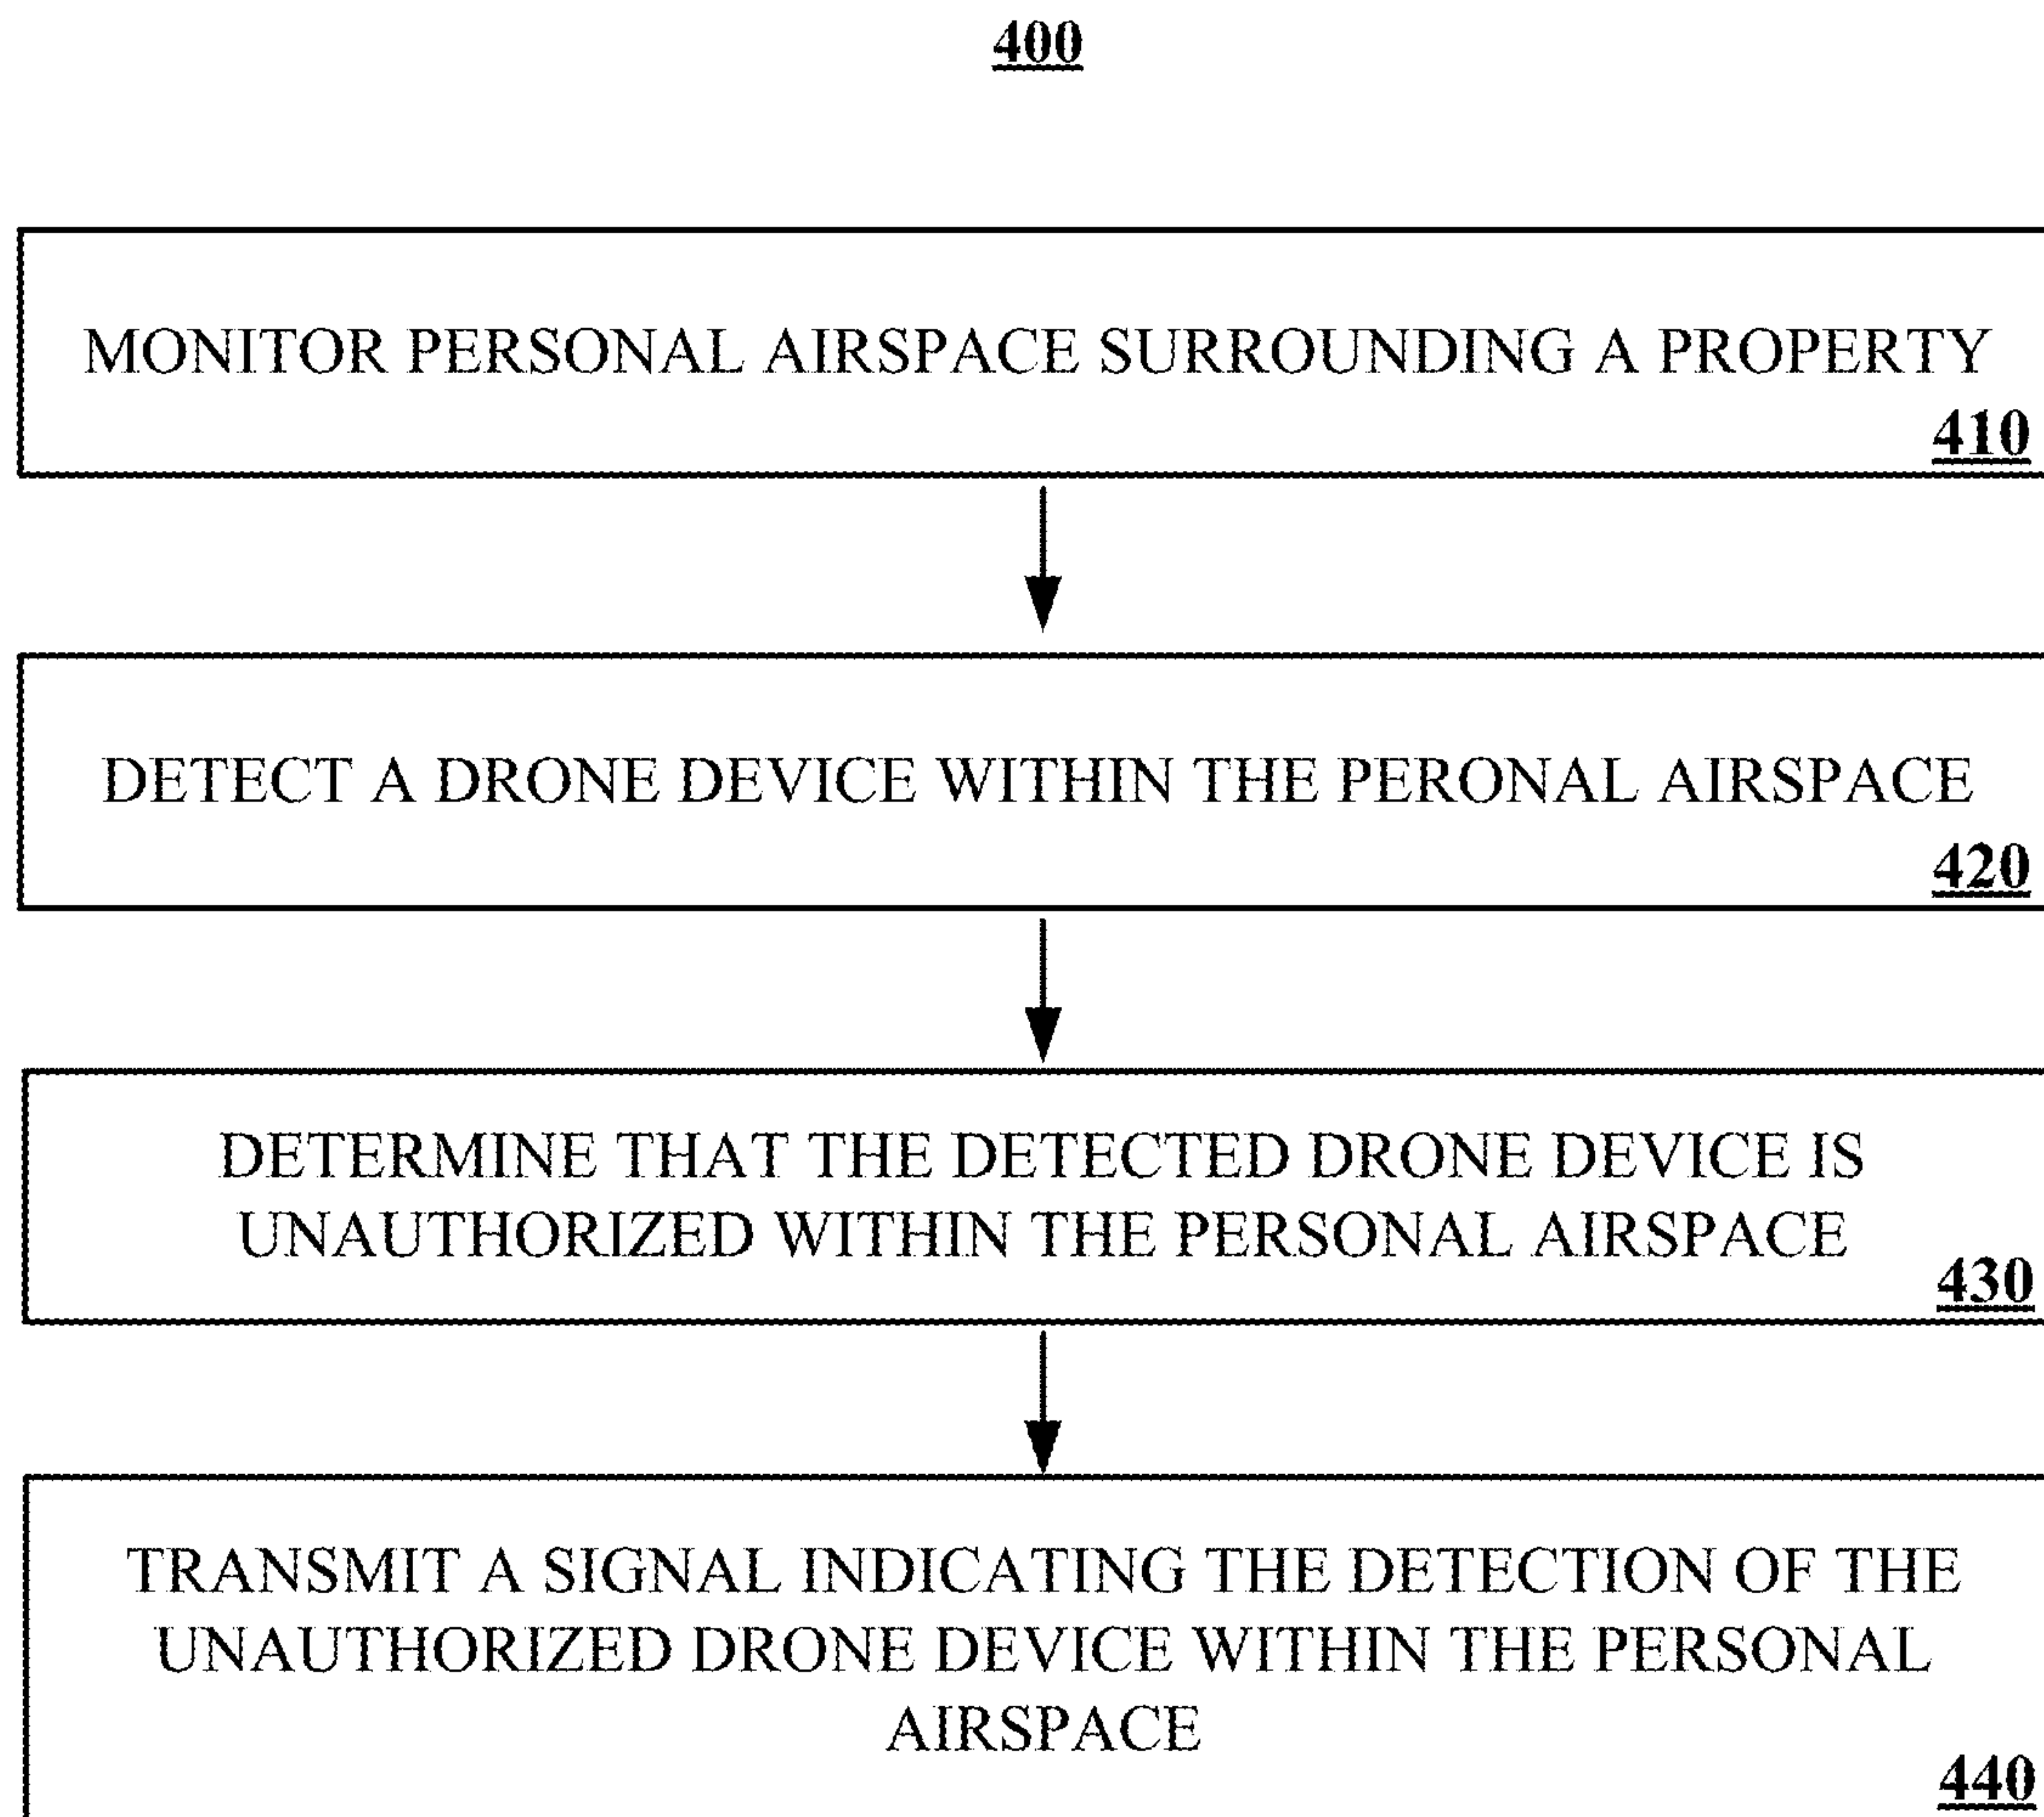 400
MONITOR PERSONAL AIRSPACE SURROUNDING A PROPERTY
410
DETECT A DRONE DEVICE WITHIN THE PERONAL AIRSPACE
420
DETERMINE THAT THE DETECTED DRONE DEVICE IS
UNAUTHORIZED WITHIN THE PERSONAL AIRSPACE
430
TRANSMIT A SIGNAL INDICATING THE DETECTION OF THE
UNAUTHORIZED DRONE DEVICE WITHIN THE PERSONAL
AIRSPACE
440